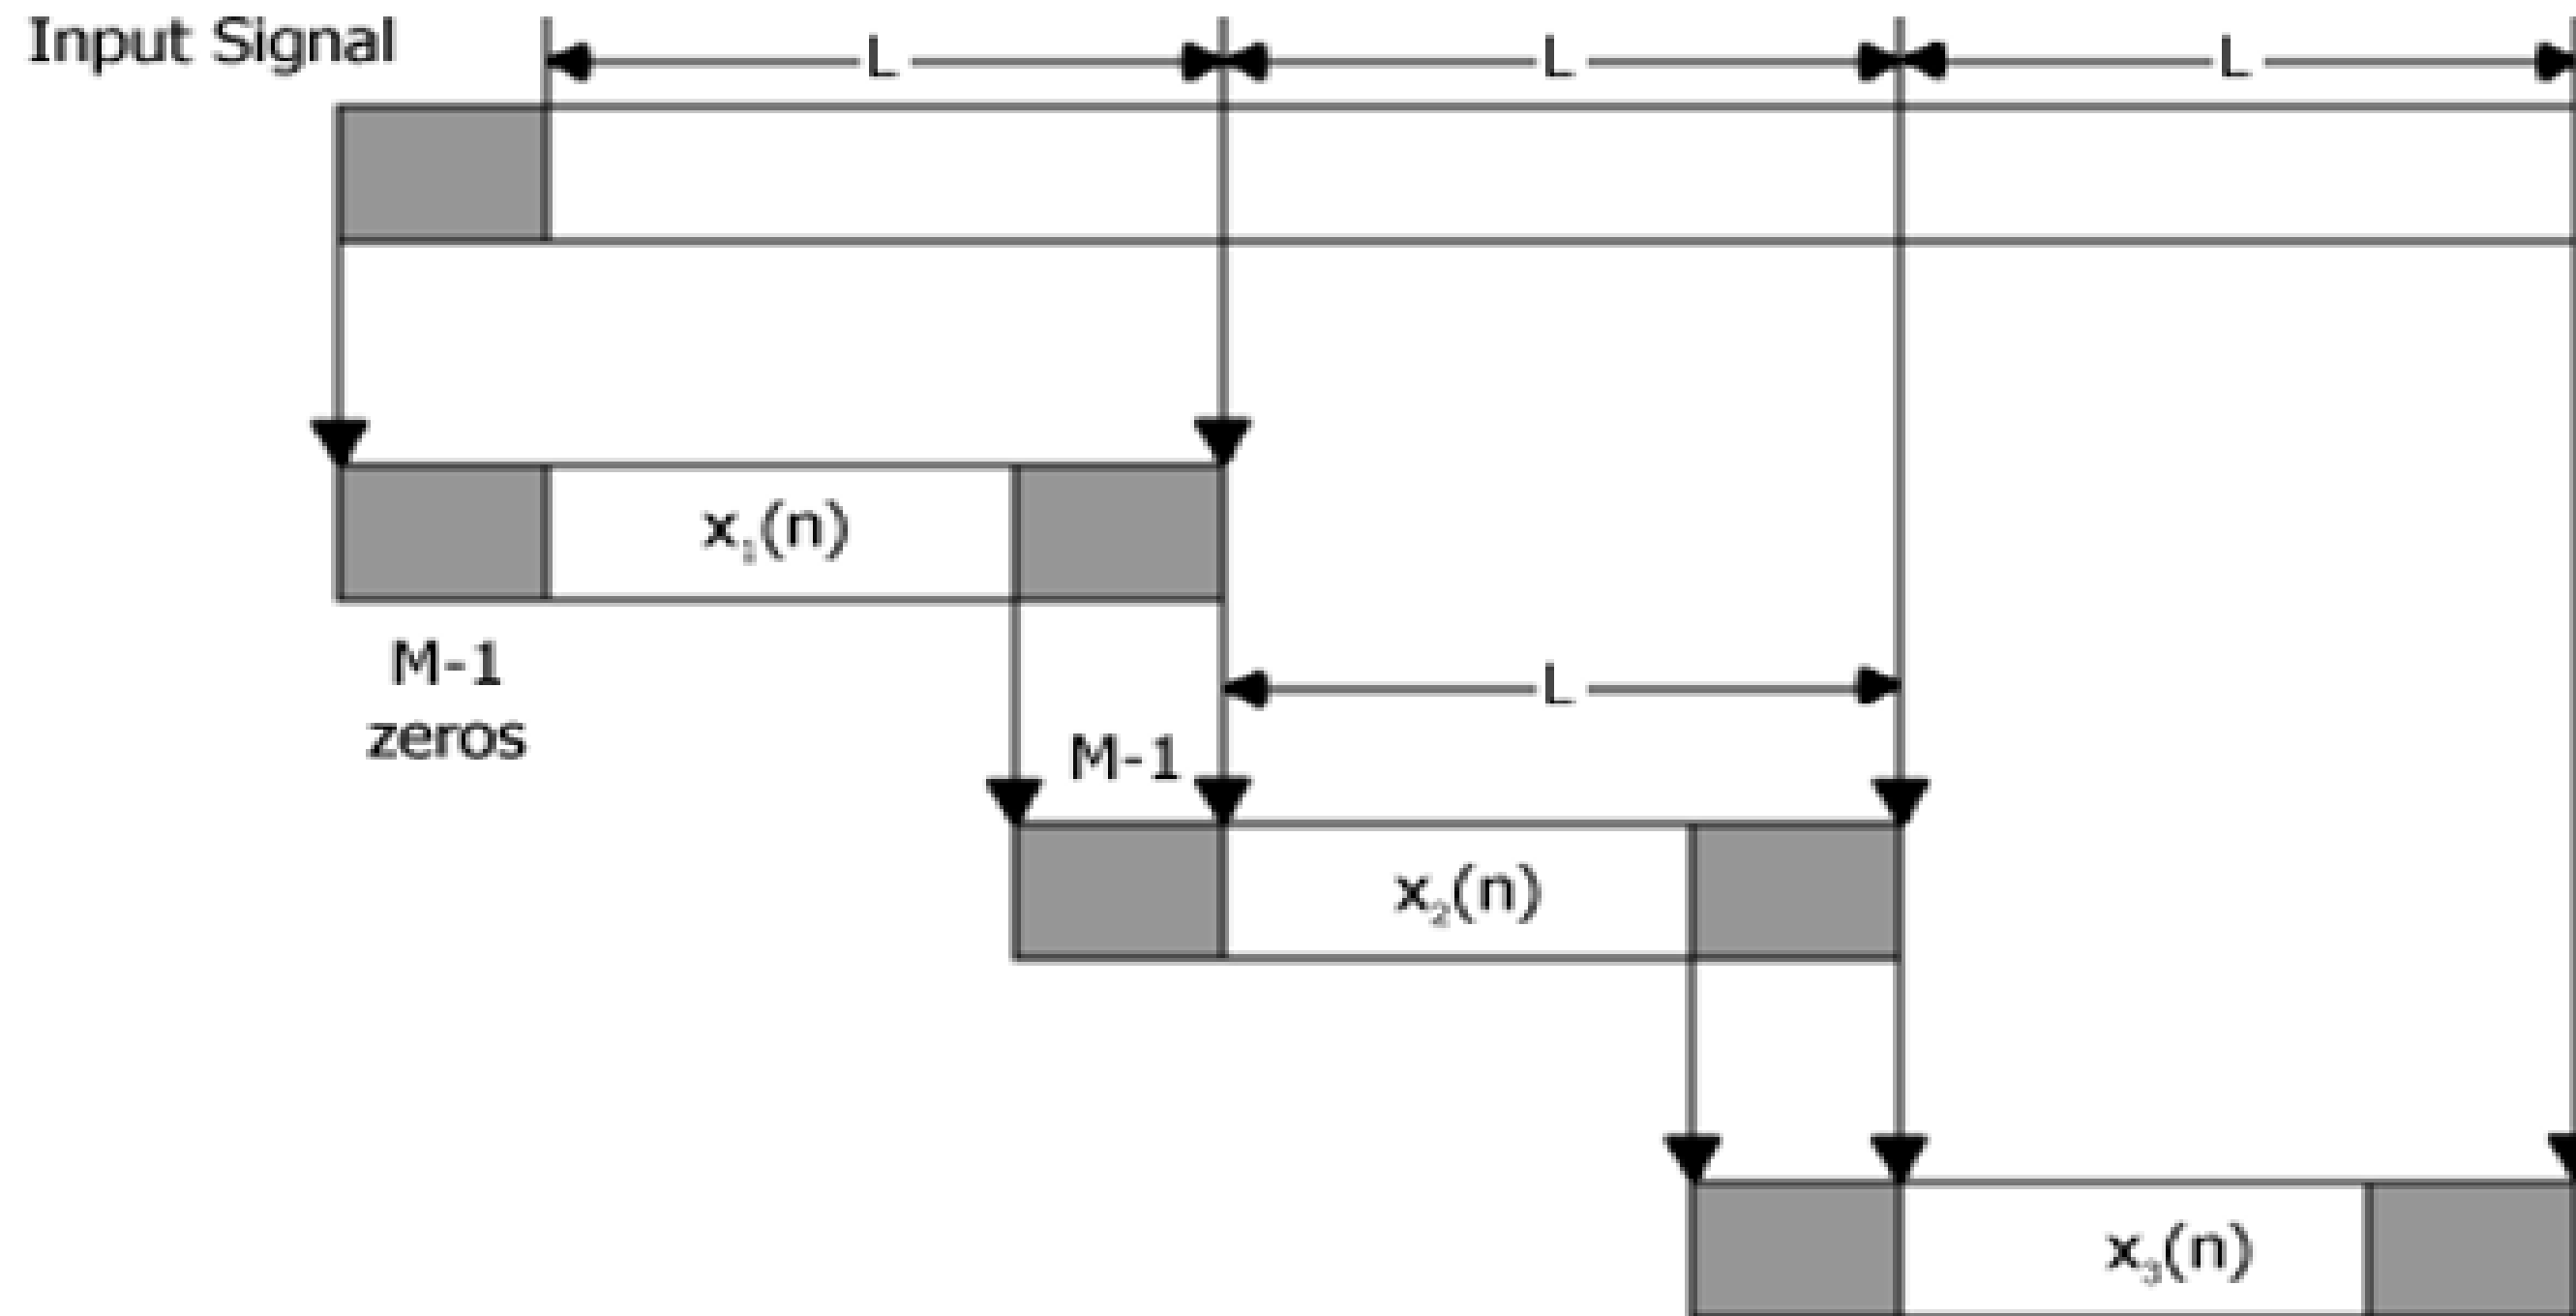 Input Signal
L L L
x₁(n)
M-1
zeros
L
M-1
x₂(n)
x₃(n)